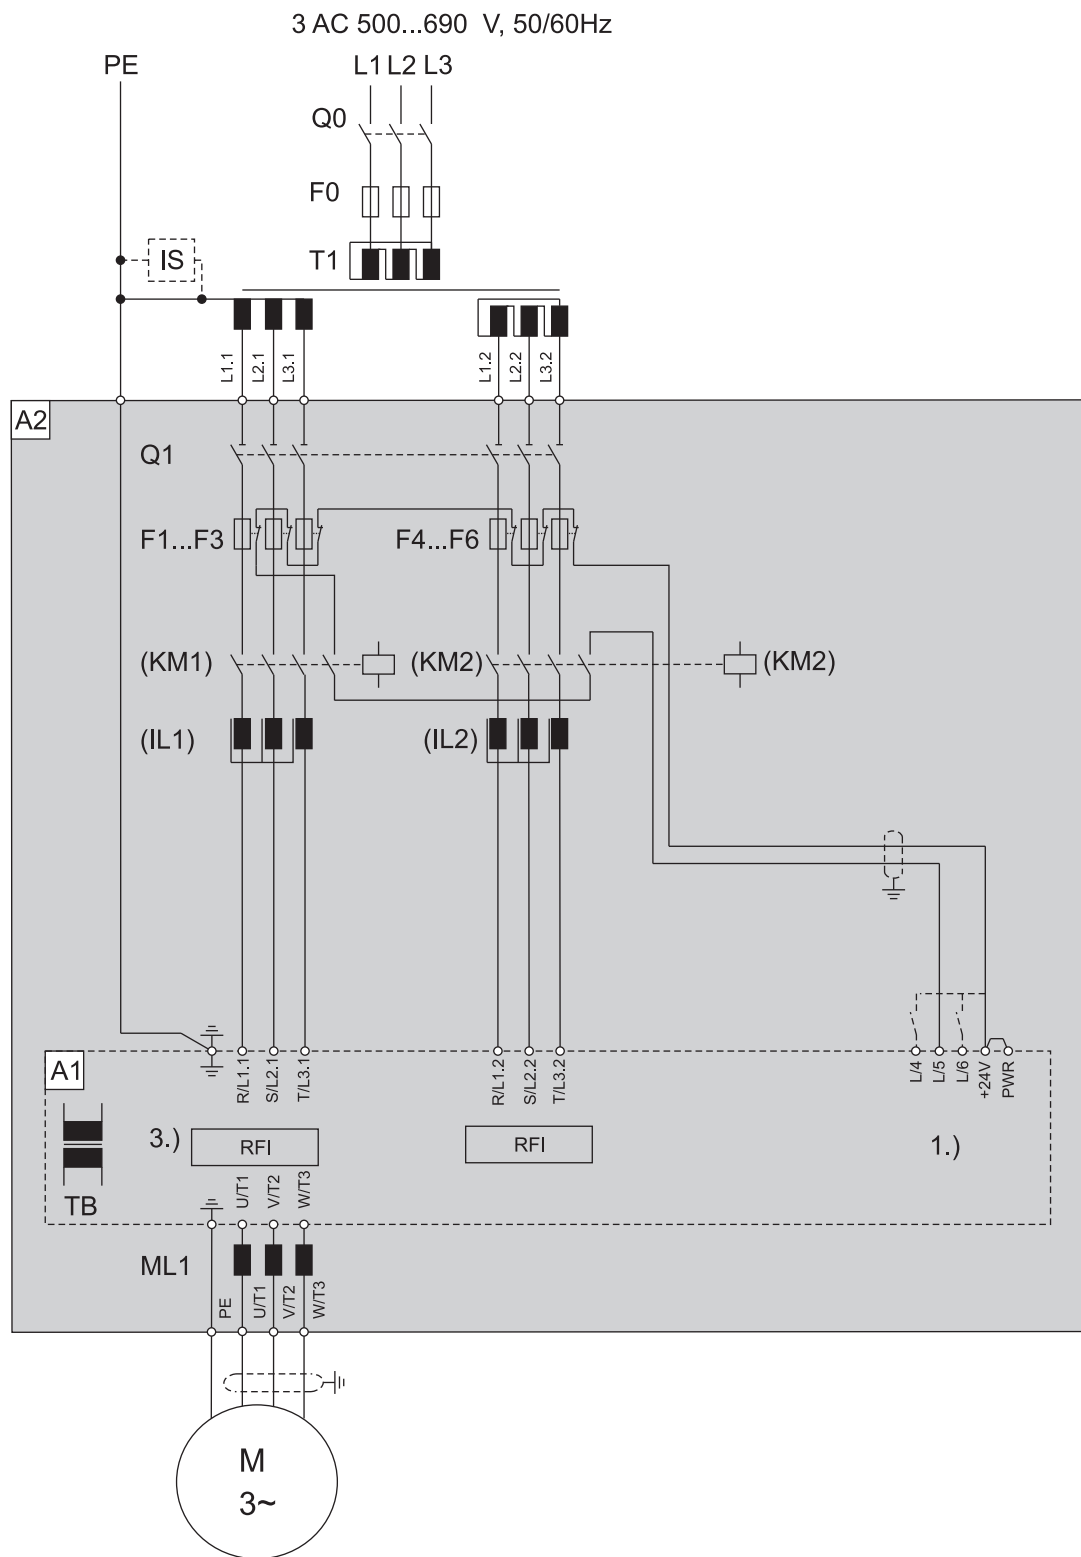 3 AC 500...690 V, 50/60Hz
PE
L1 L2 L3
Q0
F0
T1
IS
L1.1 L2.1 L3.1
L1.2 L2.2 L3.2
A2
Q1
F1...F3
F4...F6
(KM1)
(KM2)
(KM2)
(IL1)
(IL2)
A1
R/L1.1 S/L2.1 T/L3.1
R/L1.2 S/L2.2 T/L3.2
L/4 L/5 L/6 +24V PWR
3.)
RFI
RFI
1.)
TB
U/T1 V/T2 W/T3
ML1
PE U/T1 V/T2 W/T3
M
3~